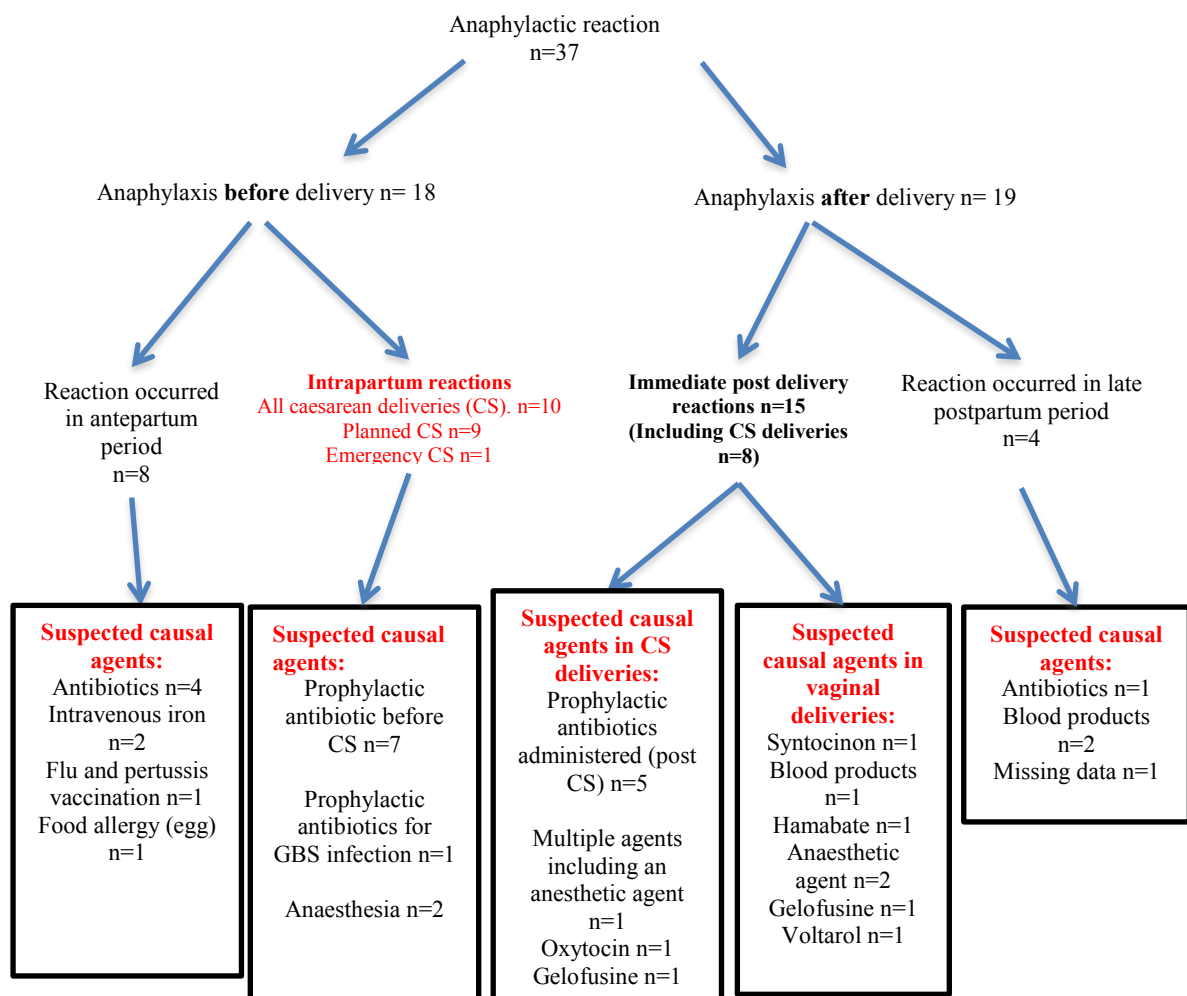 Anaphylactic reaction
n=37
Anaphylaxis before delivery n= 18
Anaphylaxis after delivery n= 19
Reaction occurred
in antepartum
period
n=8
Intrapartum reactions
All caesarean deliveries (CS). n=10
Planned CS n=9
Emergency CS n=1
Immediate post delivery
reactions n=15
(Including CS deliveries
n=8)
Reaction occurred in late
postpartum period
n=4
Suspected causal
agents:
Antibiotics n=4
Intravenous iron
n=2
Flu and pertussis
vaccination n=1
Food allergy (egg)
n=1
Suspected causal
agents:
Prophylactic
antibiotic before
CS n=7
Prophylactic
antibiotics for
GBS infection n=1
Anaesthesia n=2
Suspected causal
agents in CS
deliveries:
Prophylactic
antibiotics
administered (post
CS) n=5
Multiple agents
including an
anesthetic agent
n=1
Oxytocin n=1
Gelofusine n=1
Suspected
causal agents in
vaginal
deliveries:
Syntocinon n=1
Blood products
n=1
Hamabate n=1
Anaesthetic
agent n=2
Gelofusine n=1
Voltarol n=1
Suspected causal
agents:
Antibiotics n=1
Blood products
n=2
Missing data n=1